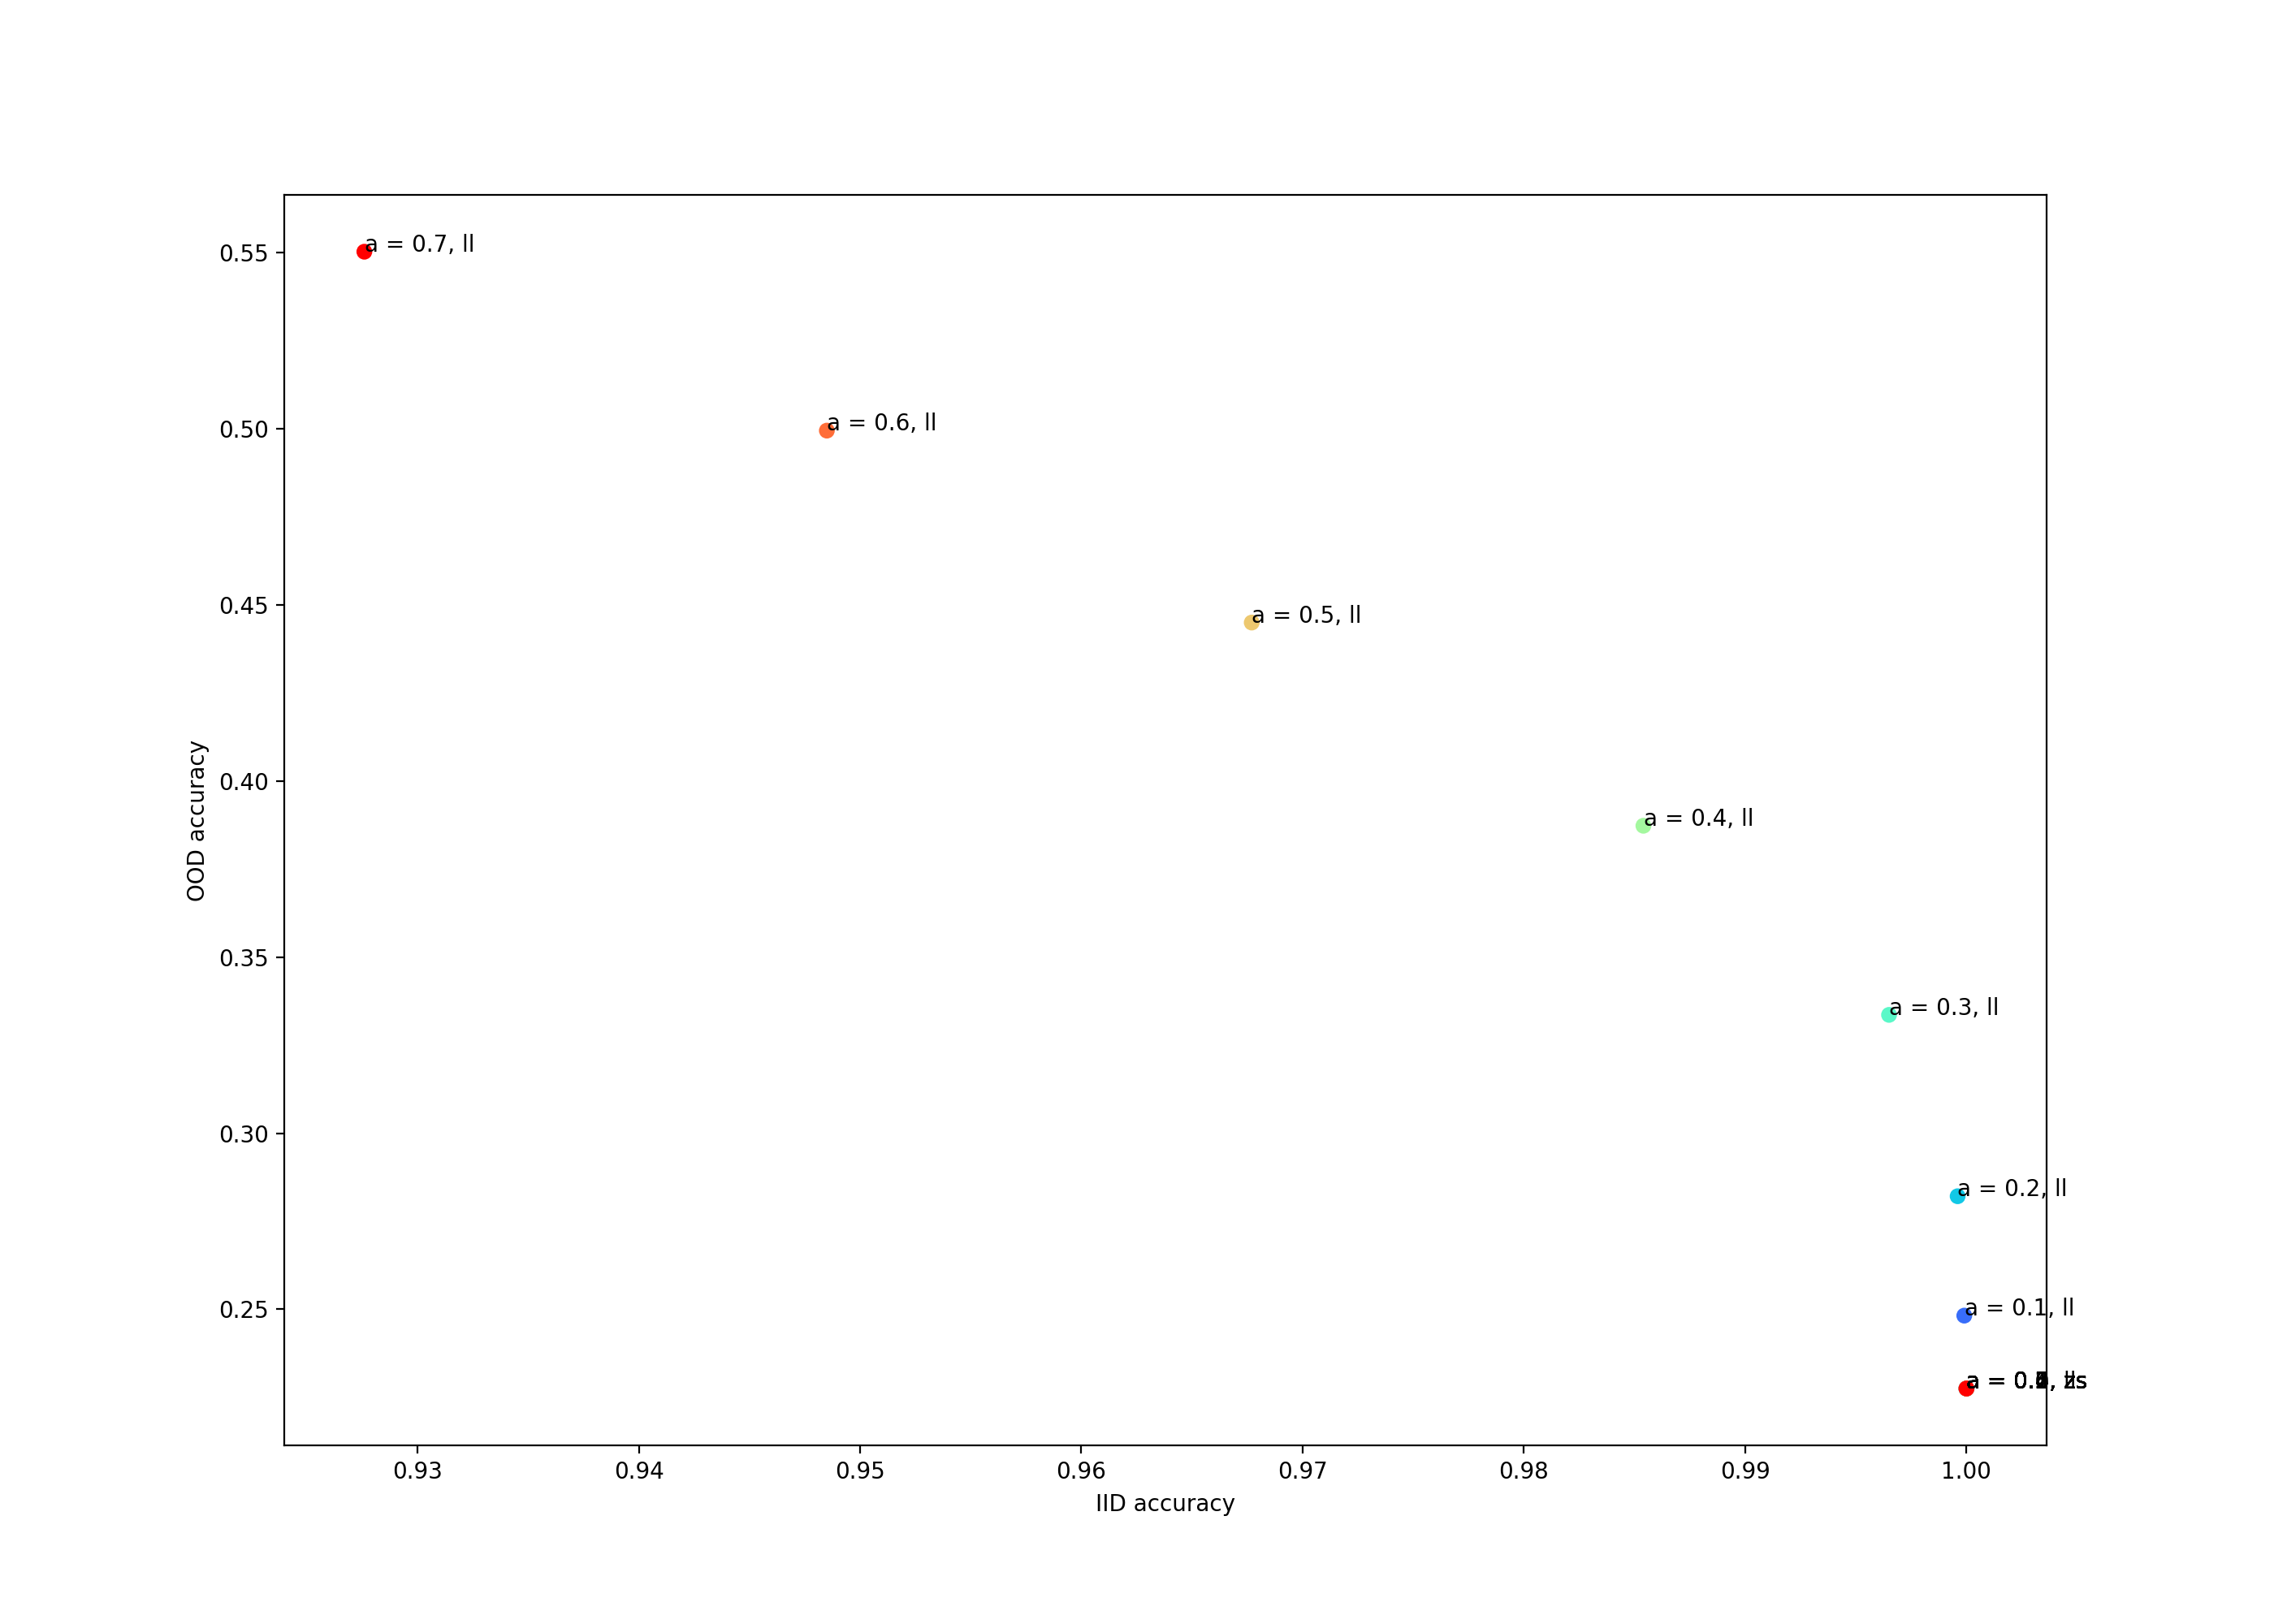 0.55
a = 0.7, ll
0.50
a = 0.6, ll
0.45
a = 0.5, ll
0.40
a = 0.4, ll
0.35
a = 0.3, ll
0.30
a = 0.2, ll
0.25
a = 0.1, ll
OOD accuracy
0.93
0.94
0.95
0.96
0.97
0.98
0.99
1.00
IID accuracy